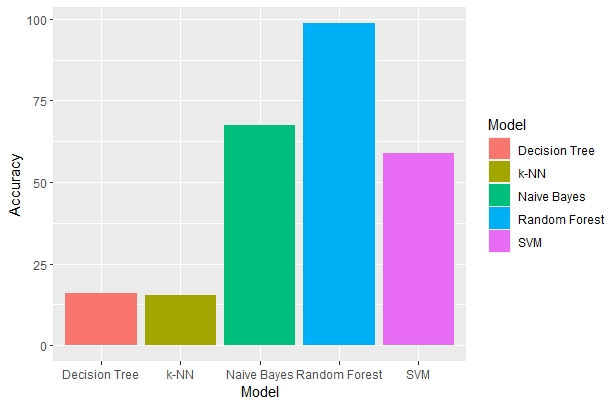 Accuracy
100
75
50
25
0
Decision Tree
k-NN
Naive Bayes
Random Forest
SVM
Model
Model
Decision Tree
k-NN
Naive Bayes
Random Forest
SVM